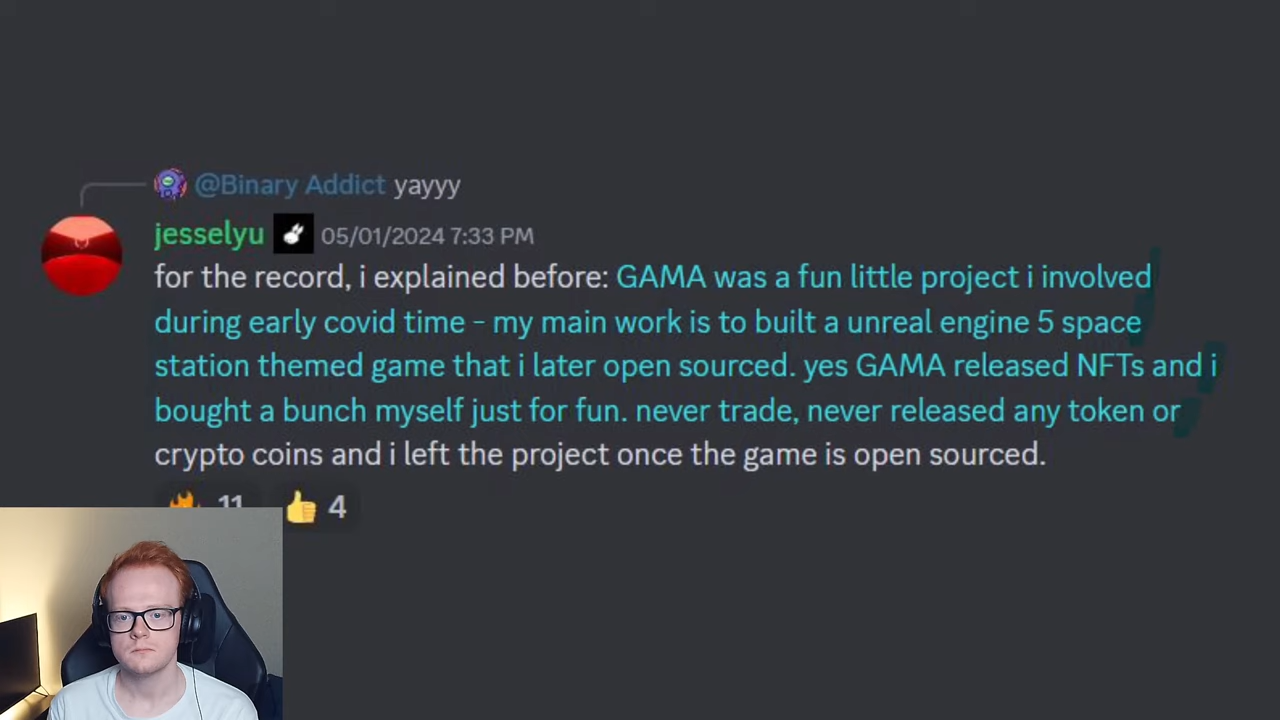 @Binary Addict yayyy
jesselyu 05/01/2024 7:33 PM
for the record, i explained before: GAMA was a fun little project i involved
during early covid time - my main work is to built a unreal engine 5 space
station themed game that i later open sourced. yes GAMA released NFTs and i
bought a bunch myself just for fun. never trade, never released any token or
crypto coins and i left the project once the game is open sourced.
11 4